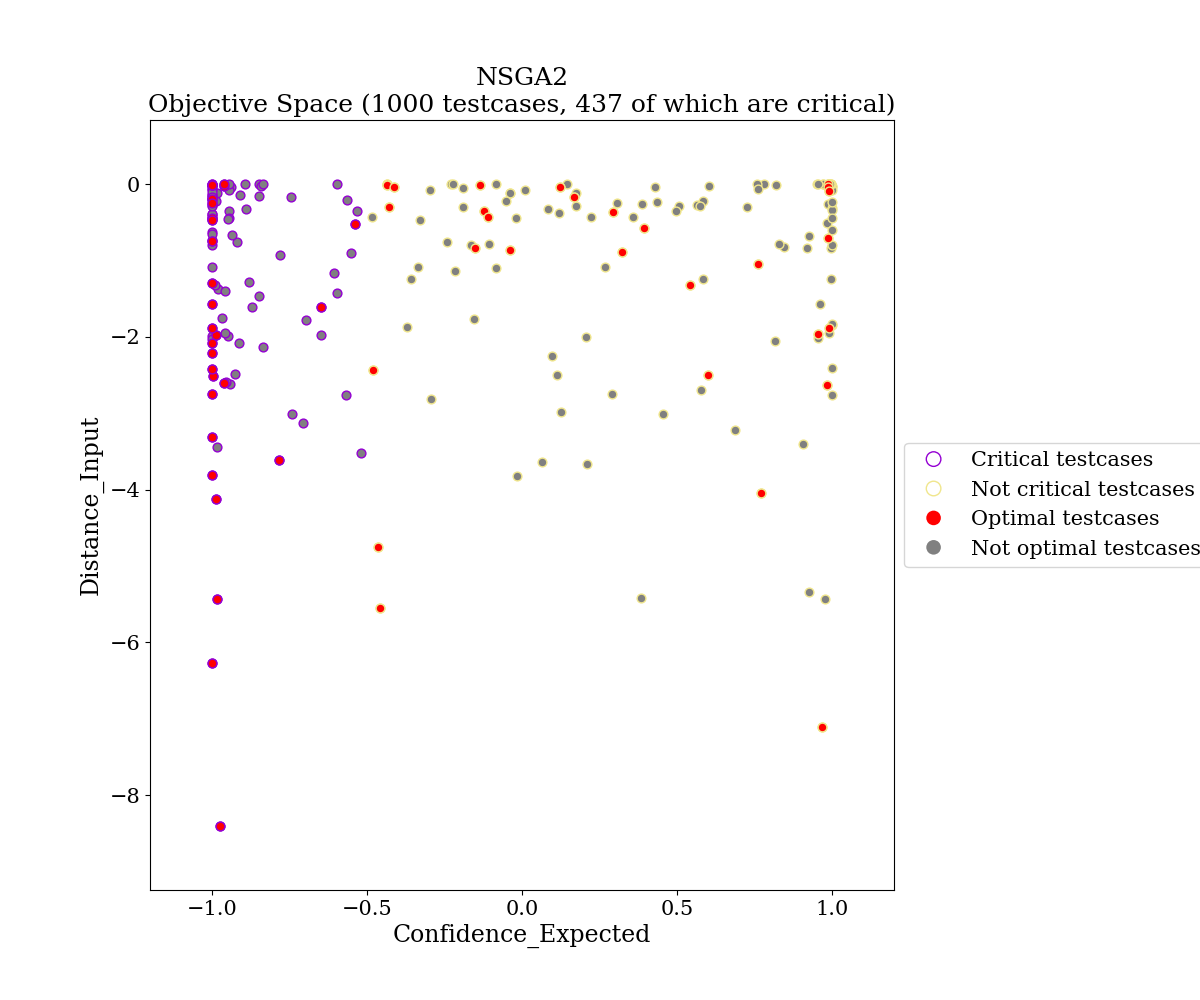 NSGA2
Objective Space (1000 testcases, 437 of which are critical)
0
−2
−4
−6
−8
Distance_Input
−1.0
−0.5
0.0
0.5
1.0
Confidence_Expected
Critical testcases
Not critical testcases
Optimal testcases
Not optimal testcases